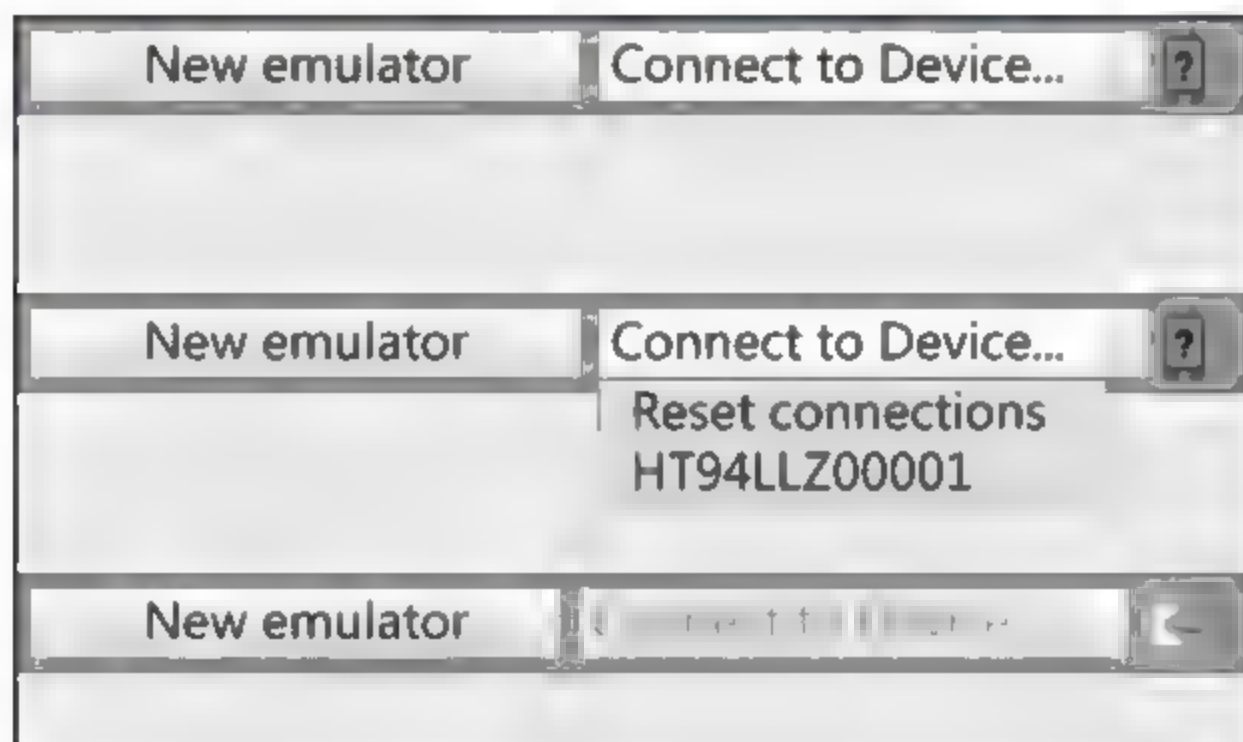 New emulator Connect to Device... ?
New emulator Connect to Device... ?
Reset connections
HT94LLZ00001
New emulator